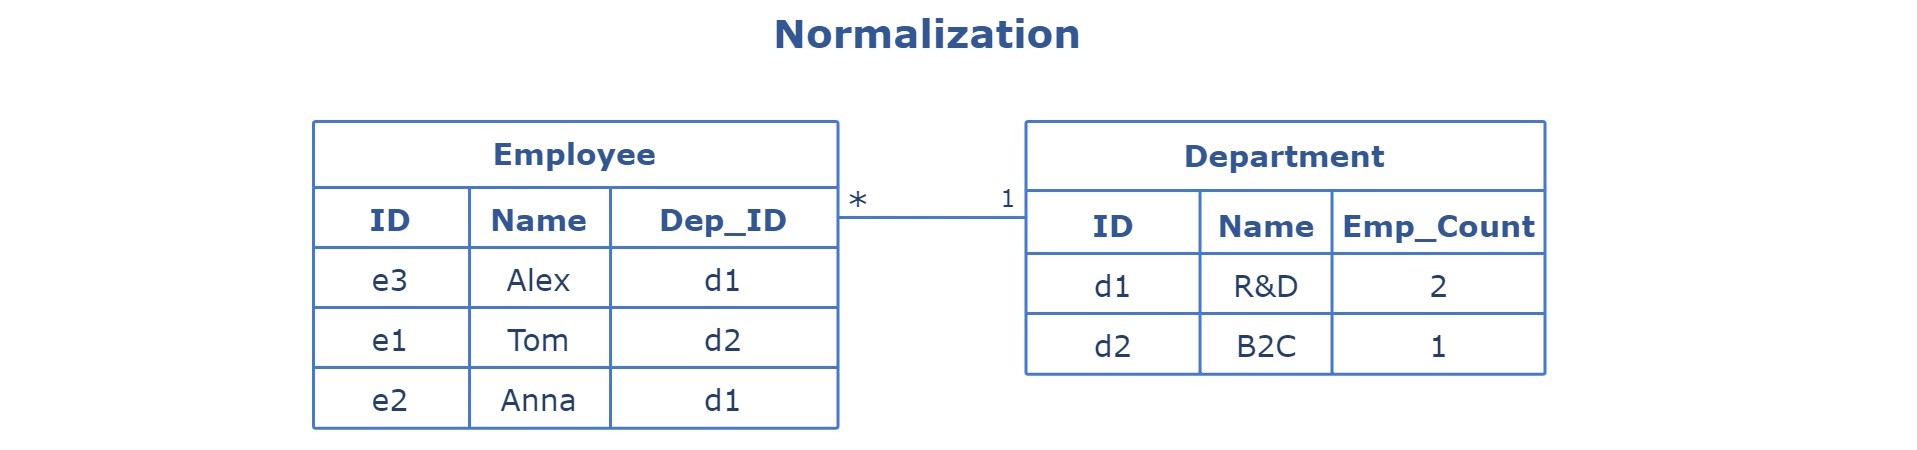 Normalization
Employee
ID Name Dep_ID
e3 Alex d1
e1 Tom d2
e2 Anna d1
* 1
Department
ID Name Emp_Count
d1 R&D 2
d2 B2C 1